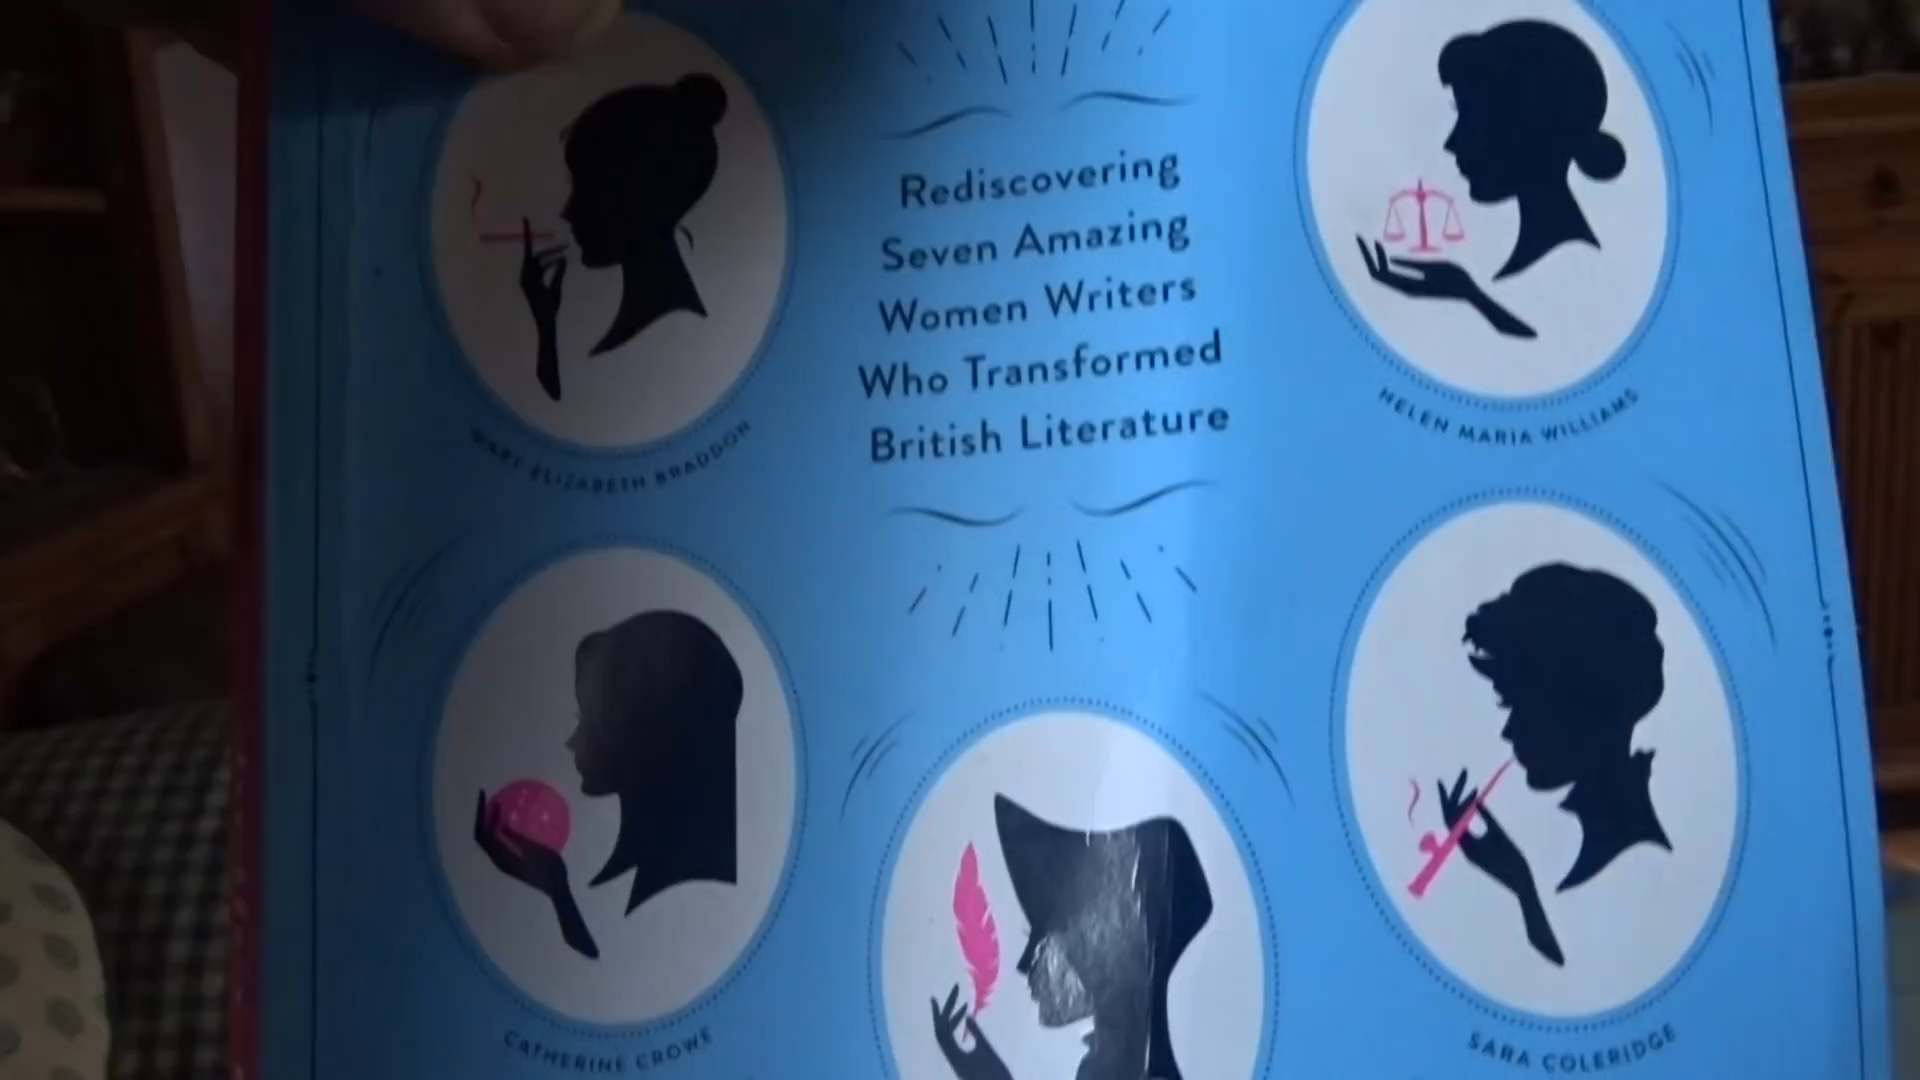 Rediscovering
Seven Amazing
Women Writers
Who Transformed
British Literature
MARY ELIZABETH BRADDON
HELEN MARIA WILLIAMS
CATHERINE CROWE
SARA COLERIDGE